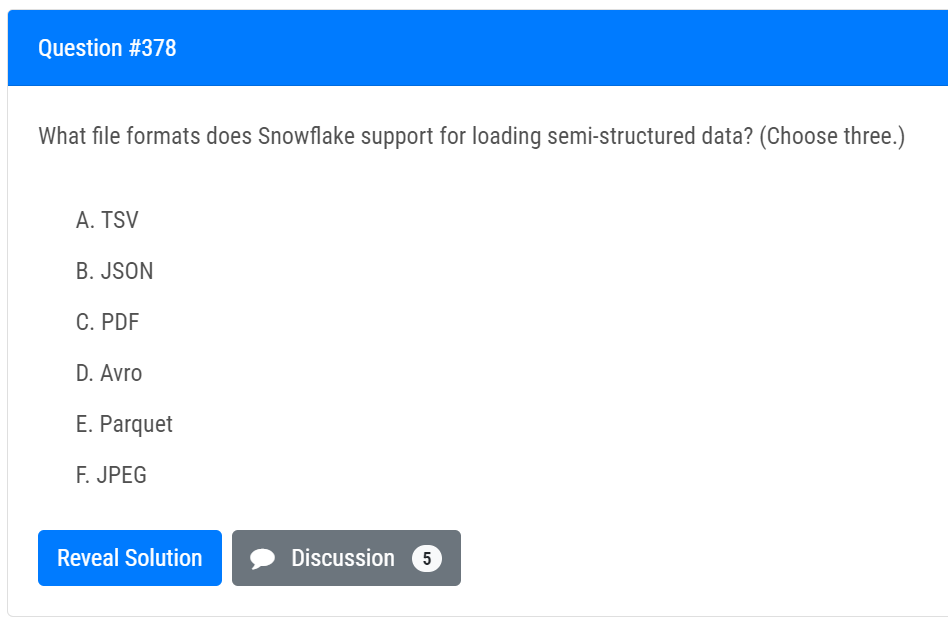 Question #378
What file formats does Snowflake support for loading semi-structured data? (Choose three.)
A. TSV
B. JSON
C. PDF
D. Avro
E. Parquet
F. JPEG
Reveal Solution
Discussion 5